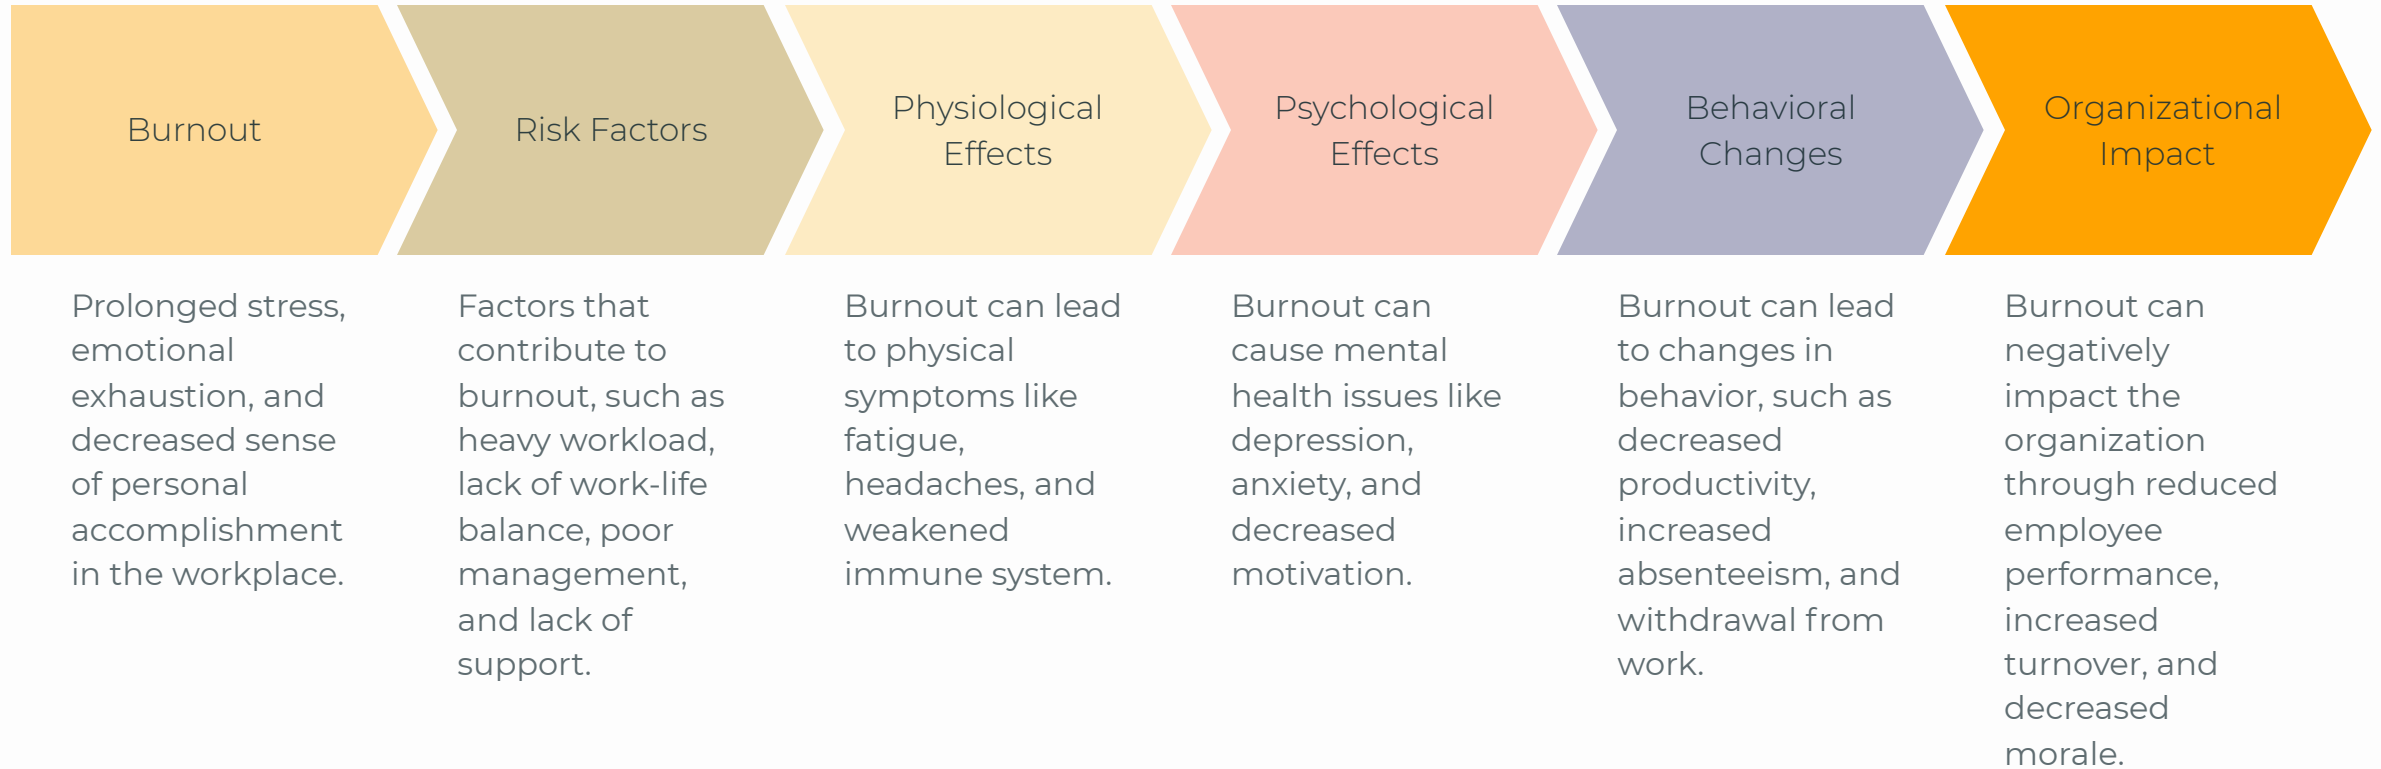 Burnout
Risk Factors
Physiological
Effects
Psychological
Effects
Behavioral
Changes
Organizational
Impact
Prolonged stress,
emotional
exhaustion, and
decreased sense
of personal
accomplishment
in the workplace.
Factors that
contribute to
burnout, such as
heavy workload,
lack of work-life
balance, poor
management,
and lack of
support.
Burnout can lead
to physical
symptoms like
fatigue,
headaches, and
weakened
immune system.
Burnout can
cause mental
health issues like
depression,
anxiety, and
decreased
motivation.
Burnout can lead
to changes in
behavior, such as
decreased
productivity,
increased
absenteeism, and
withdrawal from
work.
Burnout can
negatively
impact the
organization
through reduced
employee
performance,
increased
turnover, and
decreased
morale.